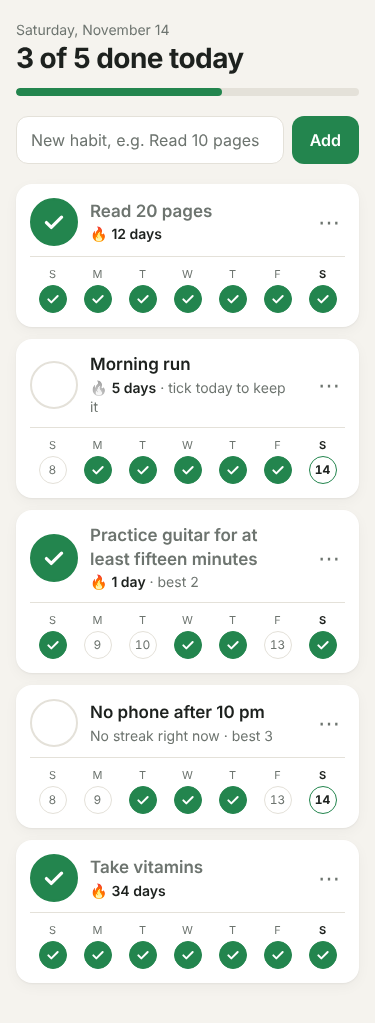 Saturday, November 14
3 of 5 done today
New habit, e.g. Read 10 pages
Add
Read 20 pages
🔥 12 days
S M T W T F S
Morning run
🔥 5 days · tick today to keep
it
S M T W T F S
8 14
Practice guitar for at
least fifteen minutes
🔥 1 day · best 2
S M T W T F S
9 10 13
No phone after 10 pm
No streak right now · best 3
S M T W T F S
8 9 13 14
Take vitamins
🔥 34 days
S M T W T F S